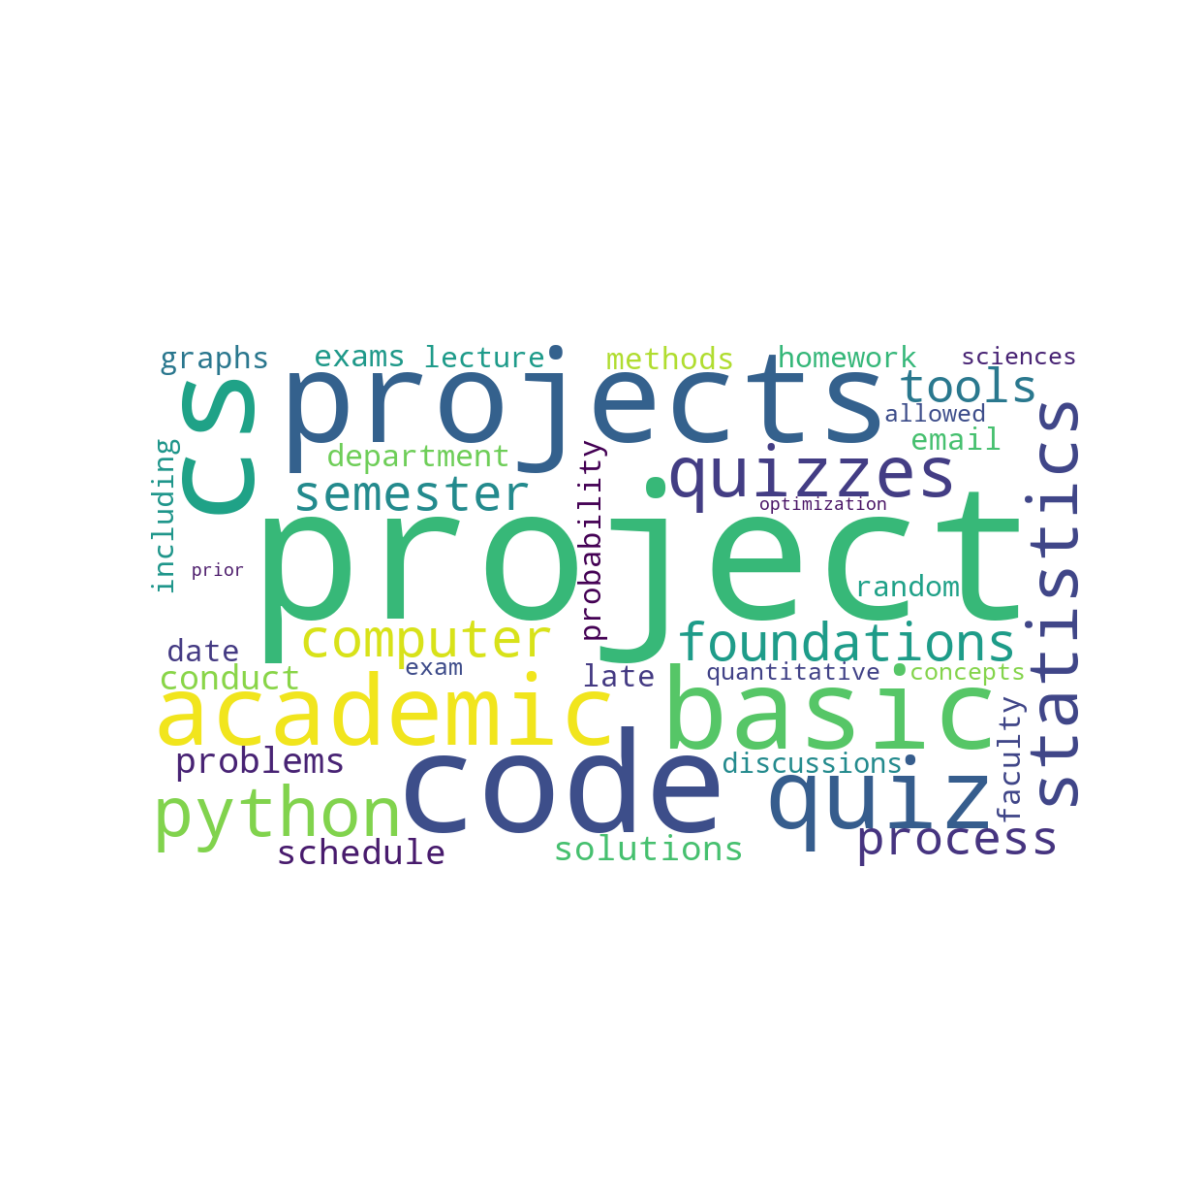 graphs
exams
lecture
methods
homework
sciences
cs
projects
tools
allowed
email
department
including
semester
quizzes
optimization
probability
statistics
project
prior
random
computer
foundations
date
exam
late
quantitative
concepts
conduct
academic
basic
faculty
problems
code
discussions
quiz
python
process
schedule
solutions